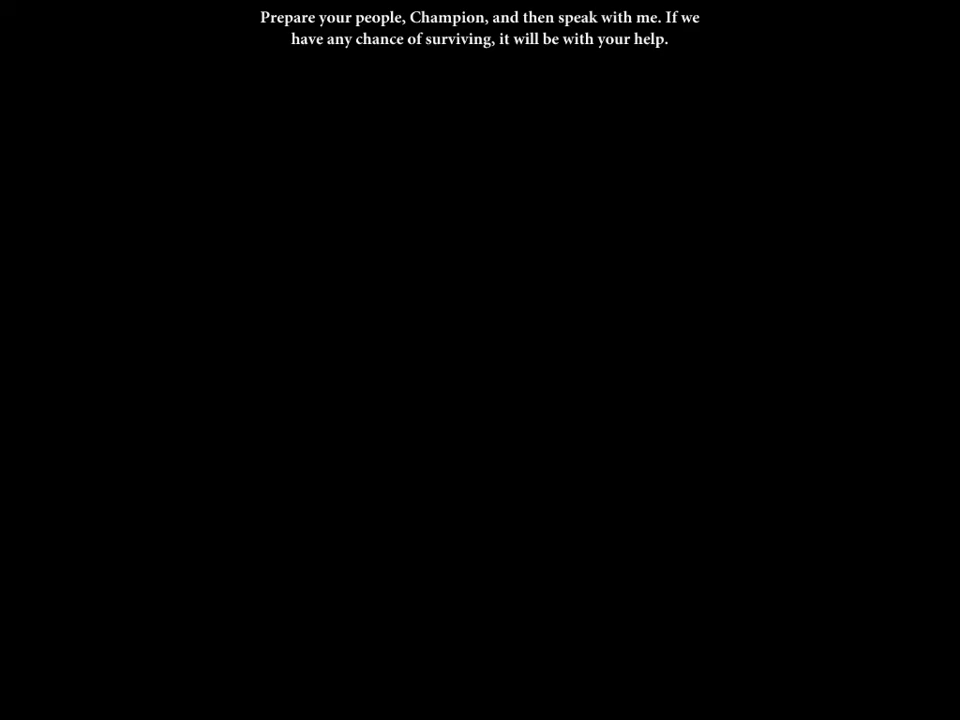 Prepare your people, Champion, and then speak with me. If we
have any chance of surviving, it will be with your help.